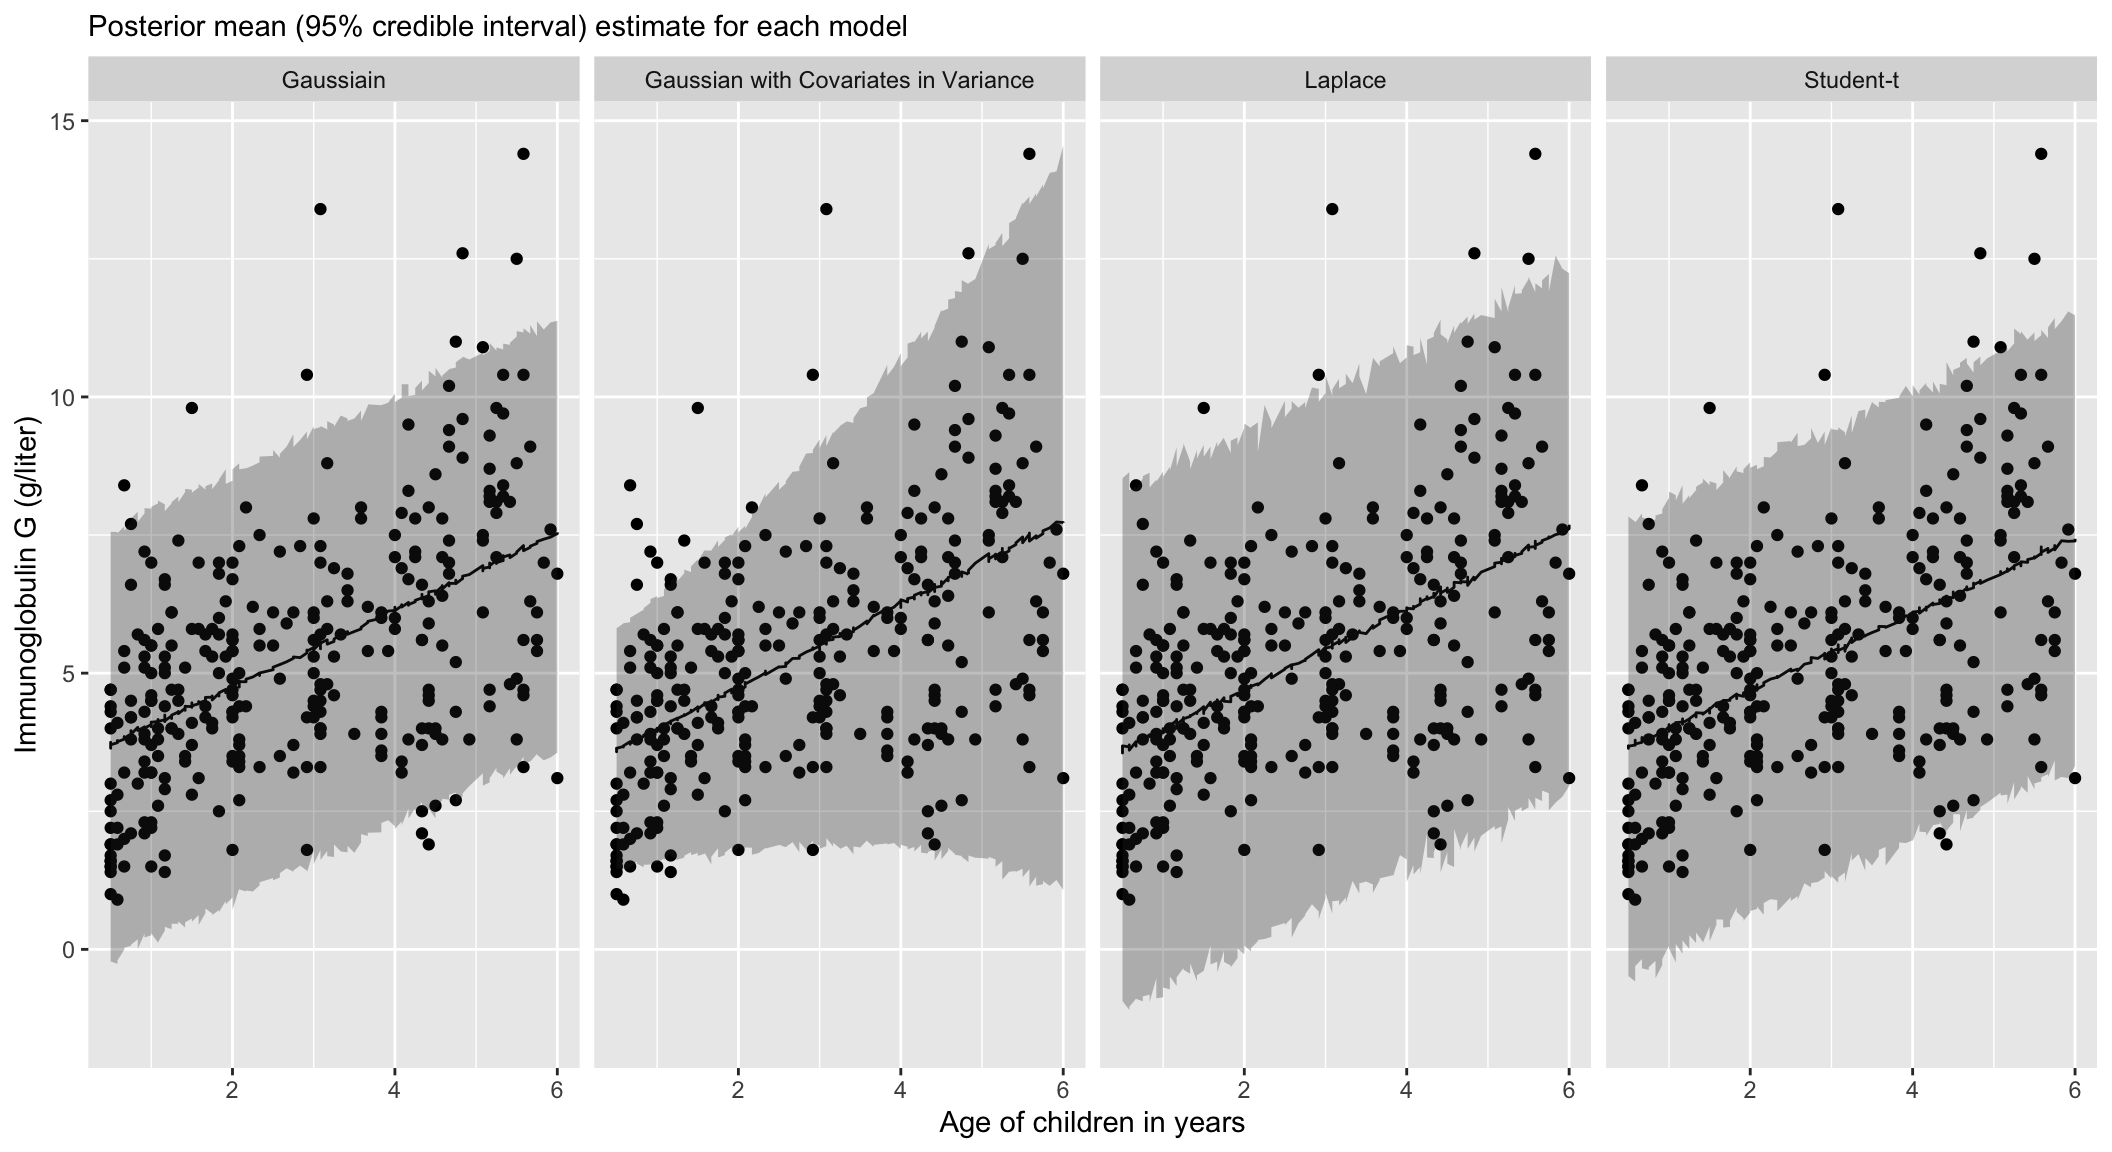 Posterior mean (95% credible interval) estimate for each model
Gaussiain
Gaussian with Covariates in Variance
Laplace
Student-t
Immunoglobulin G (g/liter)
15
10
5
0
2 4 6
2 4 6
2 4 6
2 4 6
Age of children in years